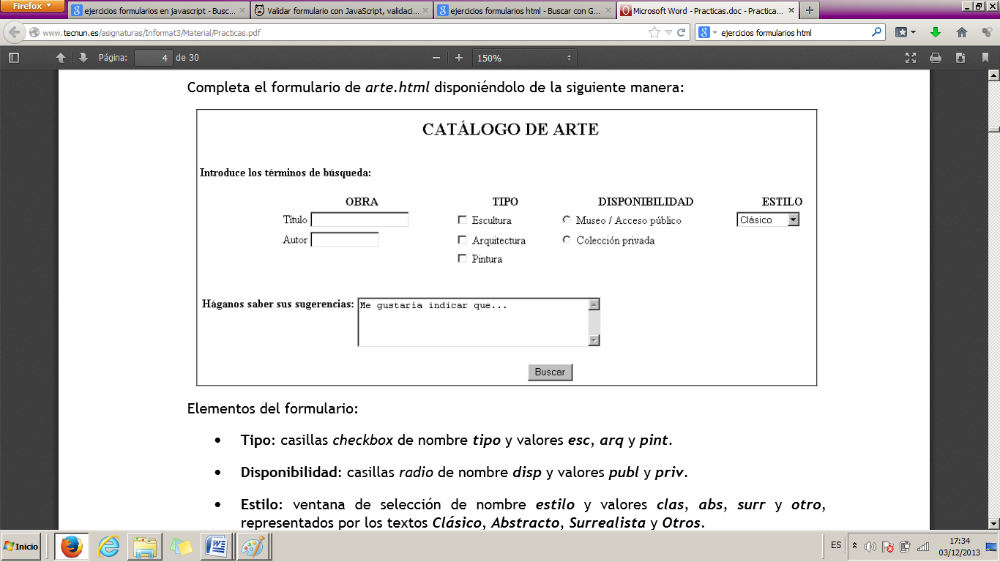 Firefox
ejercicios formularios en javascript - Busc...
Validar formulario con JavaScript, validaci...
ejercicios formularios html - Buscar con G...
Microsoft Word - Practicas.doc - Practica...
www.tecnun.es/asignaturas/Informat3/Material/Practicas.pdf
ejercicios formularios html
Página: 4 de 30
150%
Completa el formulario de arte.html disponiéndolo de la siguiente manera:
CATÁLOGO DE ARTE
Introduce los términos de búsqueda:
OBRA TIPO DISPONIBILIDAD ESTILO
Título Escultura Museo / Acceso público Clásico
Autor Arquitectura Colección privada
Pintura
Háganos saber sus sugerencias: Me gustaría indicar que...
Buscar
Elementos del formulario:
• Tipo: casillas checkbox de nombre tipo y valores esc, arq y pint.
• Disponibilidad: casillas radio de nombre disp y valores publ y priv.
• Estilo: ventana de selección de nombre estilo y valores clas, abs, surr y otro,
representados por los textos Clásico, Abstracto, Surrealista y Otros.
Inicio
ES
17:34
03/12/2013